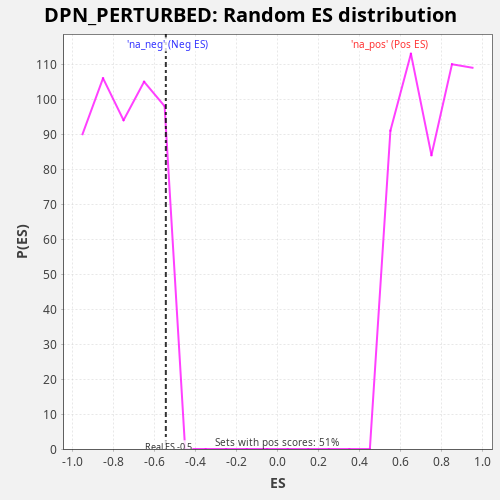 DPN_PERTURBED: Random ES distribution
'na_neg' (Neg ES)
'na_pos' (Pos ES)
110
100
90
80
70
60
50
40
30
20
10
0
P(ES)
Real ES -0.5
Sets with pos scores: 51%
-1.0 -0.8 -0.6 -0.4 -0.2 0.0 0.2 0.4 0.6 0.8 1.0
ES